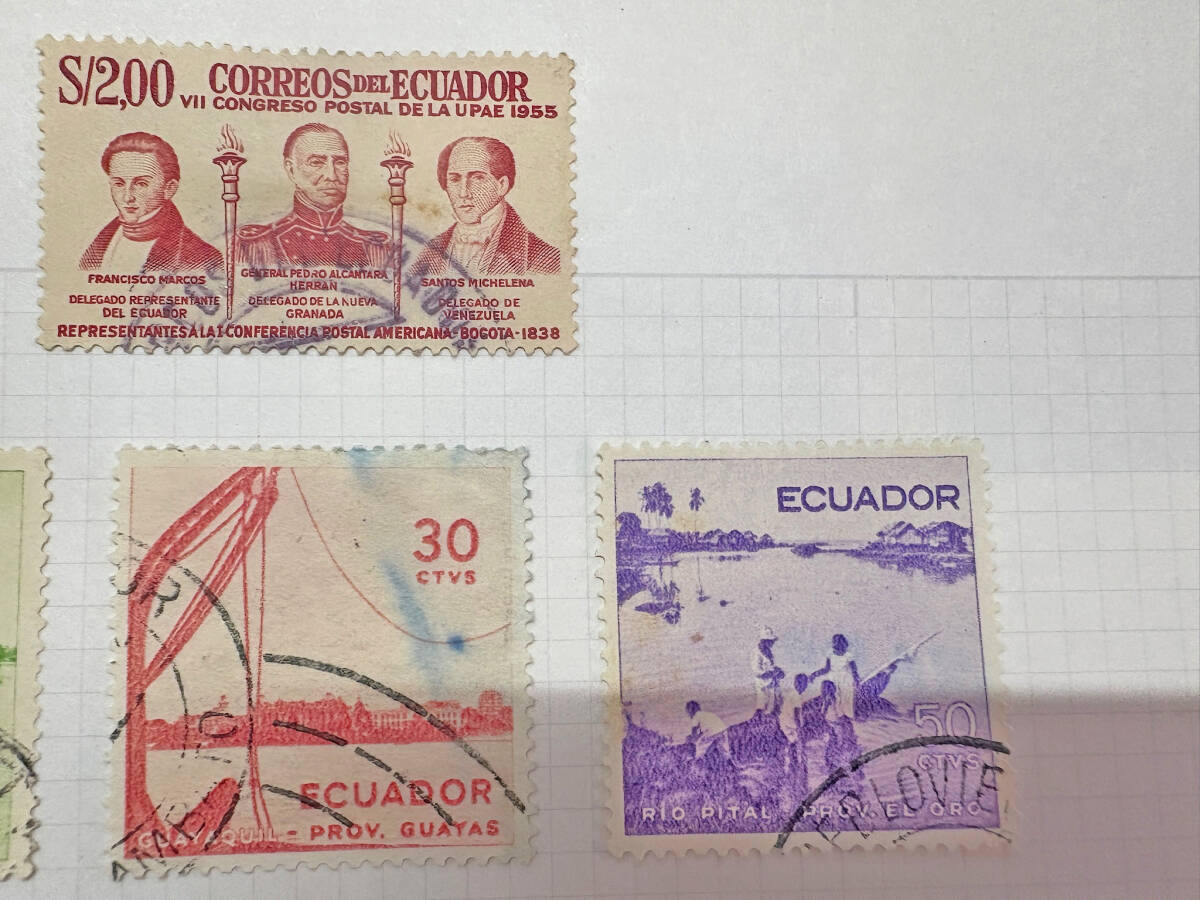 S/2,00 CORREOS DEL ECUADOR
VII CONGRESO POSTAL DE LA UPAE 1955
FRANCISCO MARCOS
DELEGADO REPRESENTANTE
DEL ECUADOR
GENERAL PEDRO ALCANTARA
HERRAN
DELEGADO DE LA NUEVA
GRANADA
SANTOS MICHELENA
DELEGADO DE
VENEZUELA
REPRESENTANTES A LA I CONFERENCIA POSTAL AMERICANA-BOGOTA-1838
30
CTVS
ECUADOR
GUAYAQUIL - PROV. GUAYAS
ECUADOR
50
CTVS
RIO PITAL - PROV. EL ORO